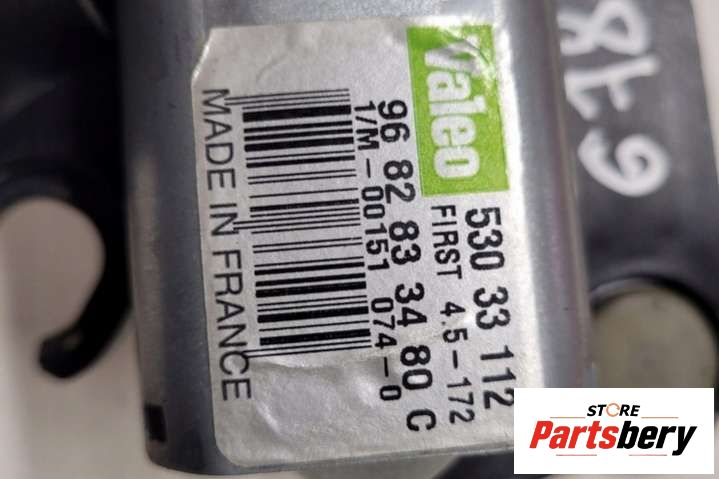 Valeo
530 33 112
FIRST 4.5-172
96 82 83 34 80 C
1/M-00151 074-0
MADE IN FRANCE
STORE
Partsbery